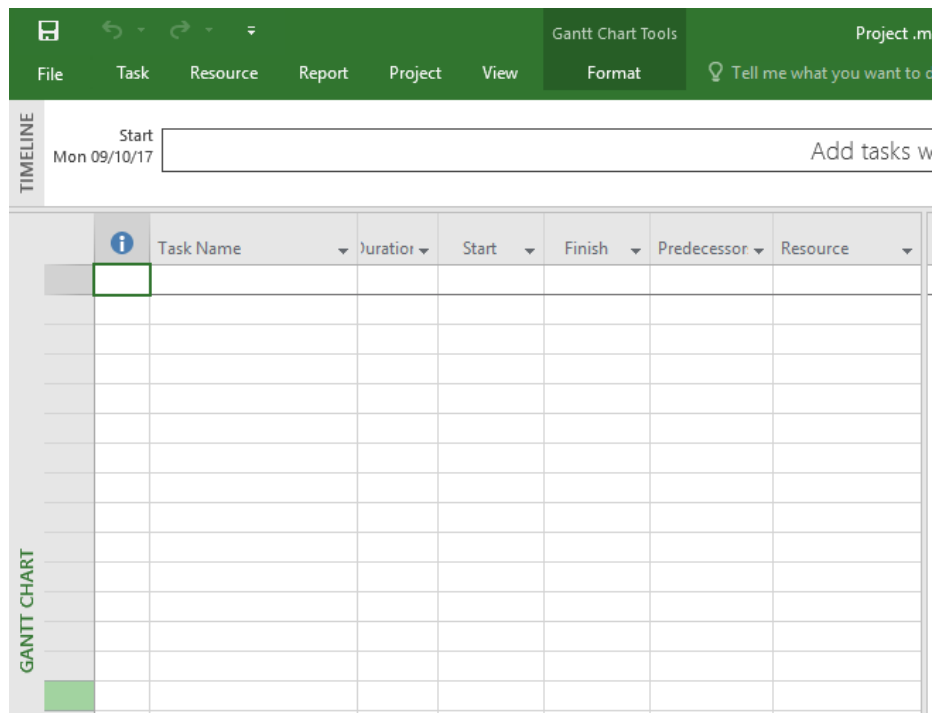 Gantt Chart Tools
Project .m
File Task Resource Report Project View Format Tell me what you want to d
TIMELINE
Start
Mon 09/10/17
Add tasks w
Task Name Duration Start Finish Predecessor Resource
GANTT CHART